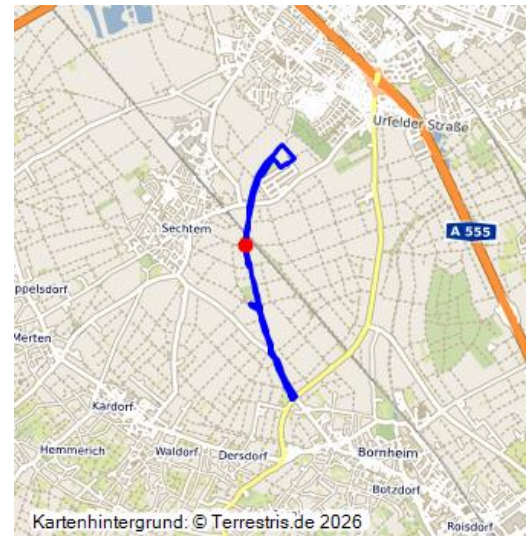 Urfelder Straße
Sechtem
A 555
ppelsdorf
Merten
Kardorf
Hemmerich
Waldorf
Dersdorf
Bornheim
Botzdorf
Roisdorf
Kartenhintergrund: © Terrestris.de 2026